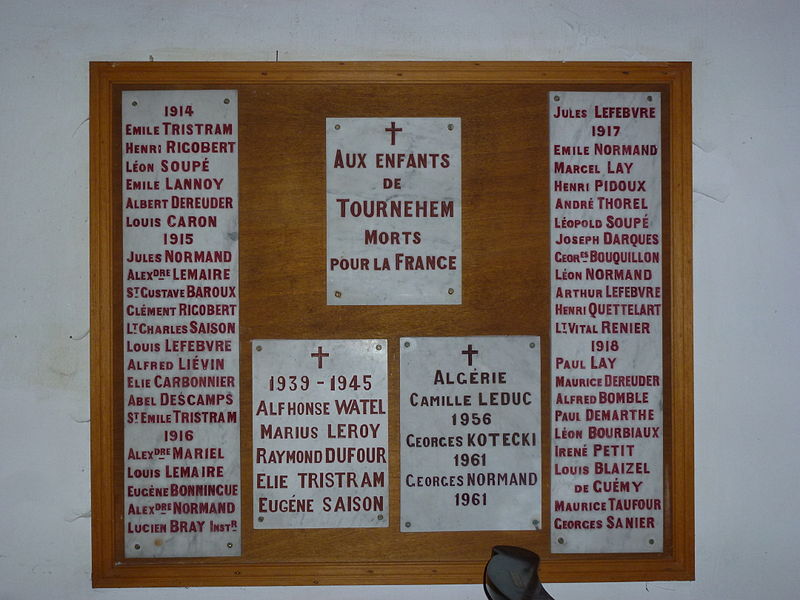 1914
EMILE TRISTRAM
HENRI RICOBERT
LÉON SOUPÉ
EMILE LANNOY
ALBERT DEREUDER
LOUIS CARON
1915
JULES NORMAND
ALEXDRE LEMAIRE
ST GUSTAVE BAROUX
CLÉMENT RICOBERT
LT CHARLES SAISON
LOUIS LEFEBVRE
ALFRED LIÉVIN
ELIE CARBONNIER
ABEL DESCAMPS
ST EMILE TRISTRAM
1916
ALEXDRE MARIEL
LOUIS LEMAIRE
EUGÈNE BONNINGUE
ALEXDRE NORMAND
LUCIEN BRAY INSTR
AUX ENFANTS
DE
TOURNEHEM
MORTS
POUR LA FRANCE
1939 - 1945
ALFHONSE WATEL
MARIUS LEROY
RAYMOND DUFOUR
ELIE TRISTRAM
EUGÉNE SAISON
ALGÉRIE
CAMILLE LEDUC
1956
GEORGES KOTECKI
1961
GEORGES NORMAND
1961
JULES LEFEBVRE
1917
EMILE NORMAND
MARCEL LAY
HENRI PIDOUX
ANDRÉ THOREL
LÉOPOLD SOUPÉ
JOSEPH DARQUES
GEORES BOUQUILLON
LÉON NORMAND
ARTHUR LEFEBVRE
HENRI QUETTELART
LT VITAL RENIER
1918
PAUL LAY
MAURICE DEREUDER
ALFRED BOMBLE
PAUL DEMARTHE
LÉON BOURBIAUX
IRENÉ PETIT
LOUIS BLAIZEL
DE GUÉMY
MAURICE TAUFOUR
GEORGES SANIER